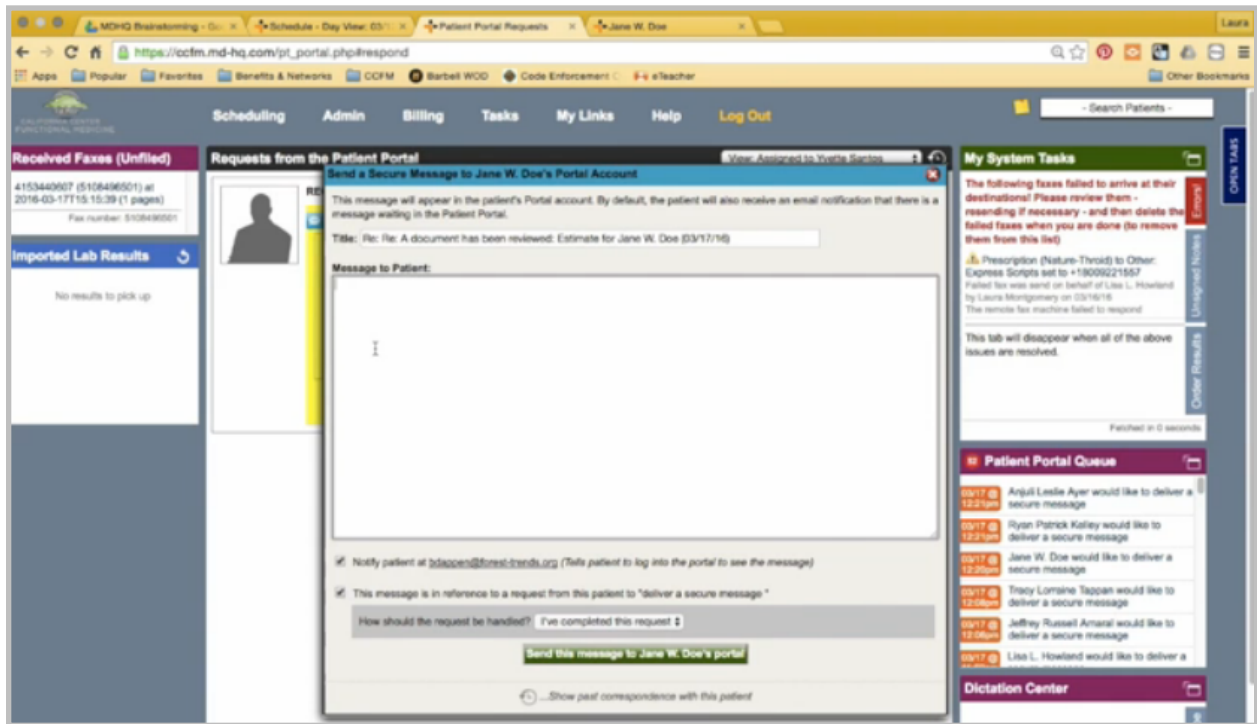 MDHQ Brainstorming - Go
Schedule - Day View: 03/1
Patient Portal Requests
Jane W. Doe
Laura
https://ccfm.md-hq.com/pt_portal.php#respond
Apps
Popular
Favorites
Benefits & Networks
CCFM
Barbell WOD
Code Enforcement C
eTeacher
Other Bookmarks
CALIFORNIA CENTER
FUNCTIONAL MEDICINE
Scheduling
Admin
Billing
Tasks
My Links
Help
Log Out
- Search Patients -
OPEN TABS
Received Faxes (Unfiled)
4153440607 (5108496501) at
2016-03-17T15:15:39 (1 pages)
Fax number: 5108496501
Imported Lab Results
No results to pick up
Requests from the Patient Portal
View: Assigned to Yvette Santos
RE
Send a Secure Message to Jane W. Doe's Portal Account
This message will appear in the patient's Portal account. By default, the patient will also receive an email notification that there is a
message waiting in the Patient Portal.
Title: Re: Re: A document has been reviewed: Estimate for Jane W. Doe (03/17/16)
Message to Patient:
Notify patient at bdappen@forest-trends.org (Tells patient to log into the portal to see the message)
This message is in reference to a request from this patient to "deliver a secure message "
How should the request be handled? I've completed this request
Send this message to Jane W. Doe's portal
...Show past correspondence with this patient
My System Tasks
The following faxes failed to arrive at their
destinations! Please review them -
resending if necessary - and then delete the
failed faxes when you are done (to remove
them from this list)
Prescription (Nature-Throid) to Other:
Express Scripts set to +18009221557
Failed fax was send on behalf of Lisa L. Howland
by Laura Montgomery on 03/16/16
The remote fax machine failed to respond
This tab will disappear when all of the above
issues are resolved.
Fetched in 0 seconds
Errors!
Unsigned Notes
Order Results
Patient Portal Queue
03/17 @ 12:21pm Anjuli Leslie Ayer would like to deliver a
secure message
03/17 @ 12:21pm Ryan Patrick Kelley would like to
deliver a secure message
03/17 @ 12:20pm Jane W. Doe would like to deliver a
secure message
03/17 @ 12:08pm Tracy Lorraine Tappan would like to
deliver a secure message
03/17 @ 12:06pm Jeffrey Russell Amaral would like to
deliver a secure message
03/17 @ Lisa L. Howland would like to deliver a
Dictation Center